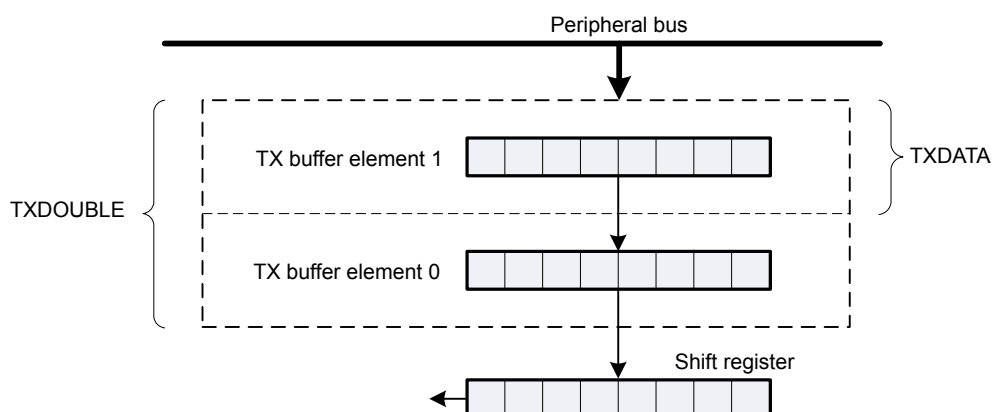 Peripheral bus
TX buffer element 1
TXDATA
TXDOUBLE
TX buffer element 0
Shift register